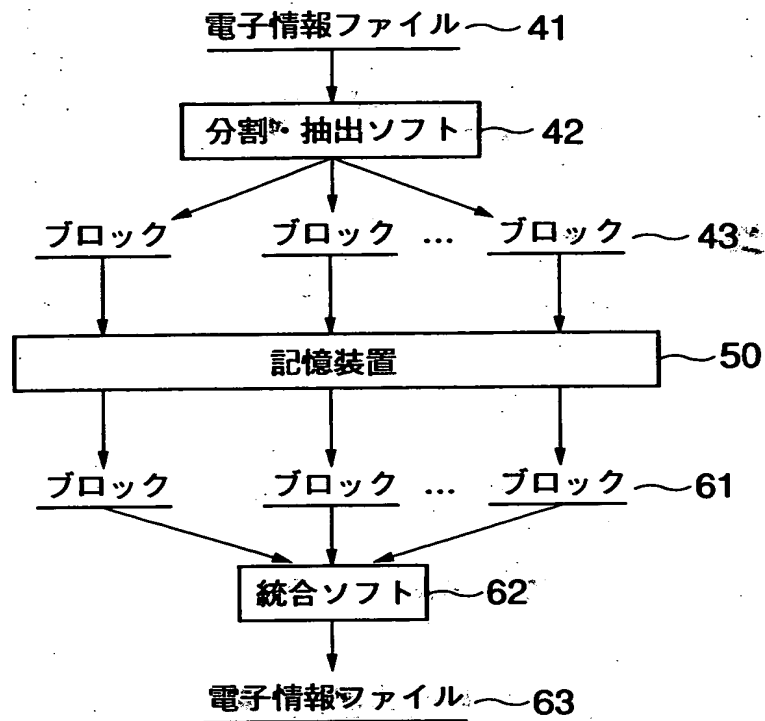 電子情報ファイル 41
分割・抽出ソフト 42
ブロック ブロック … ブロック 43
記憶装置 50
ブロック ブロック … ブロック 61
統合ソフト 62
電子情報ファイル 63